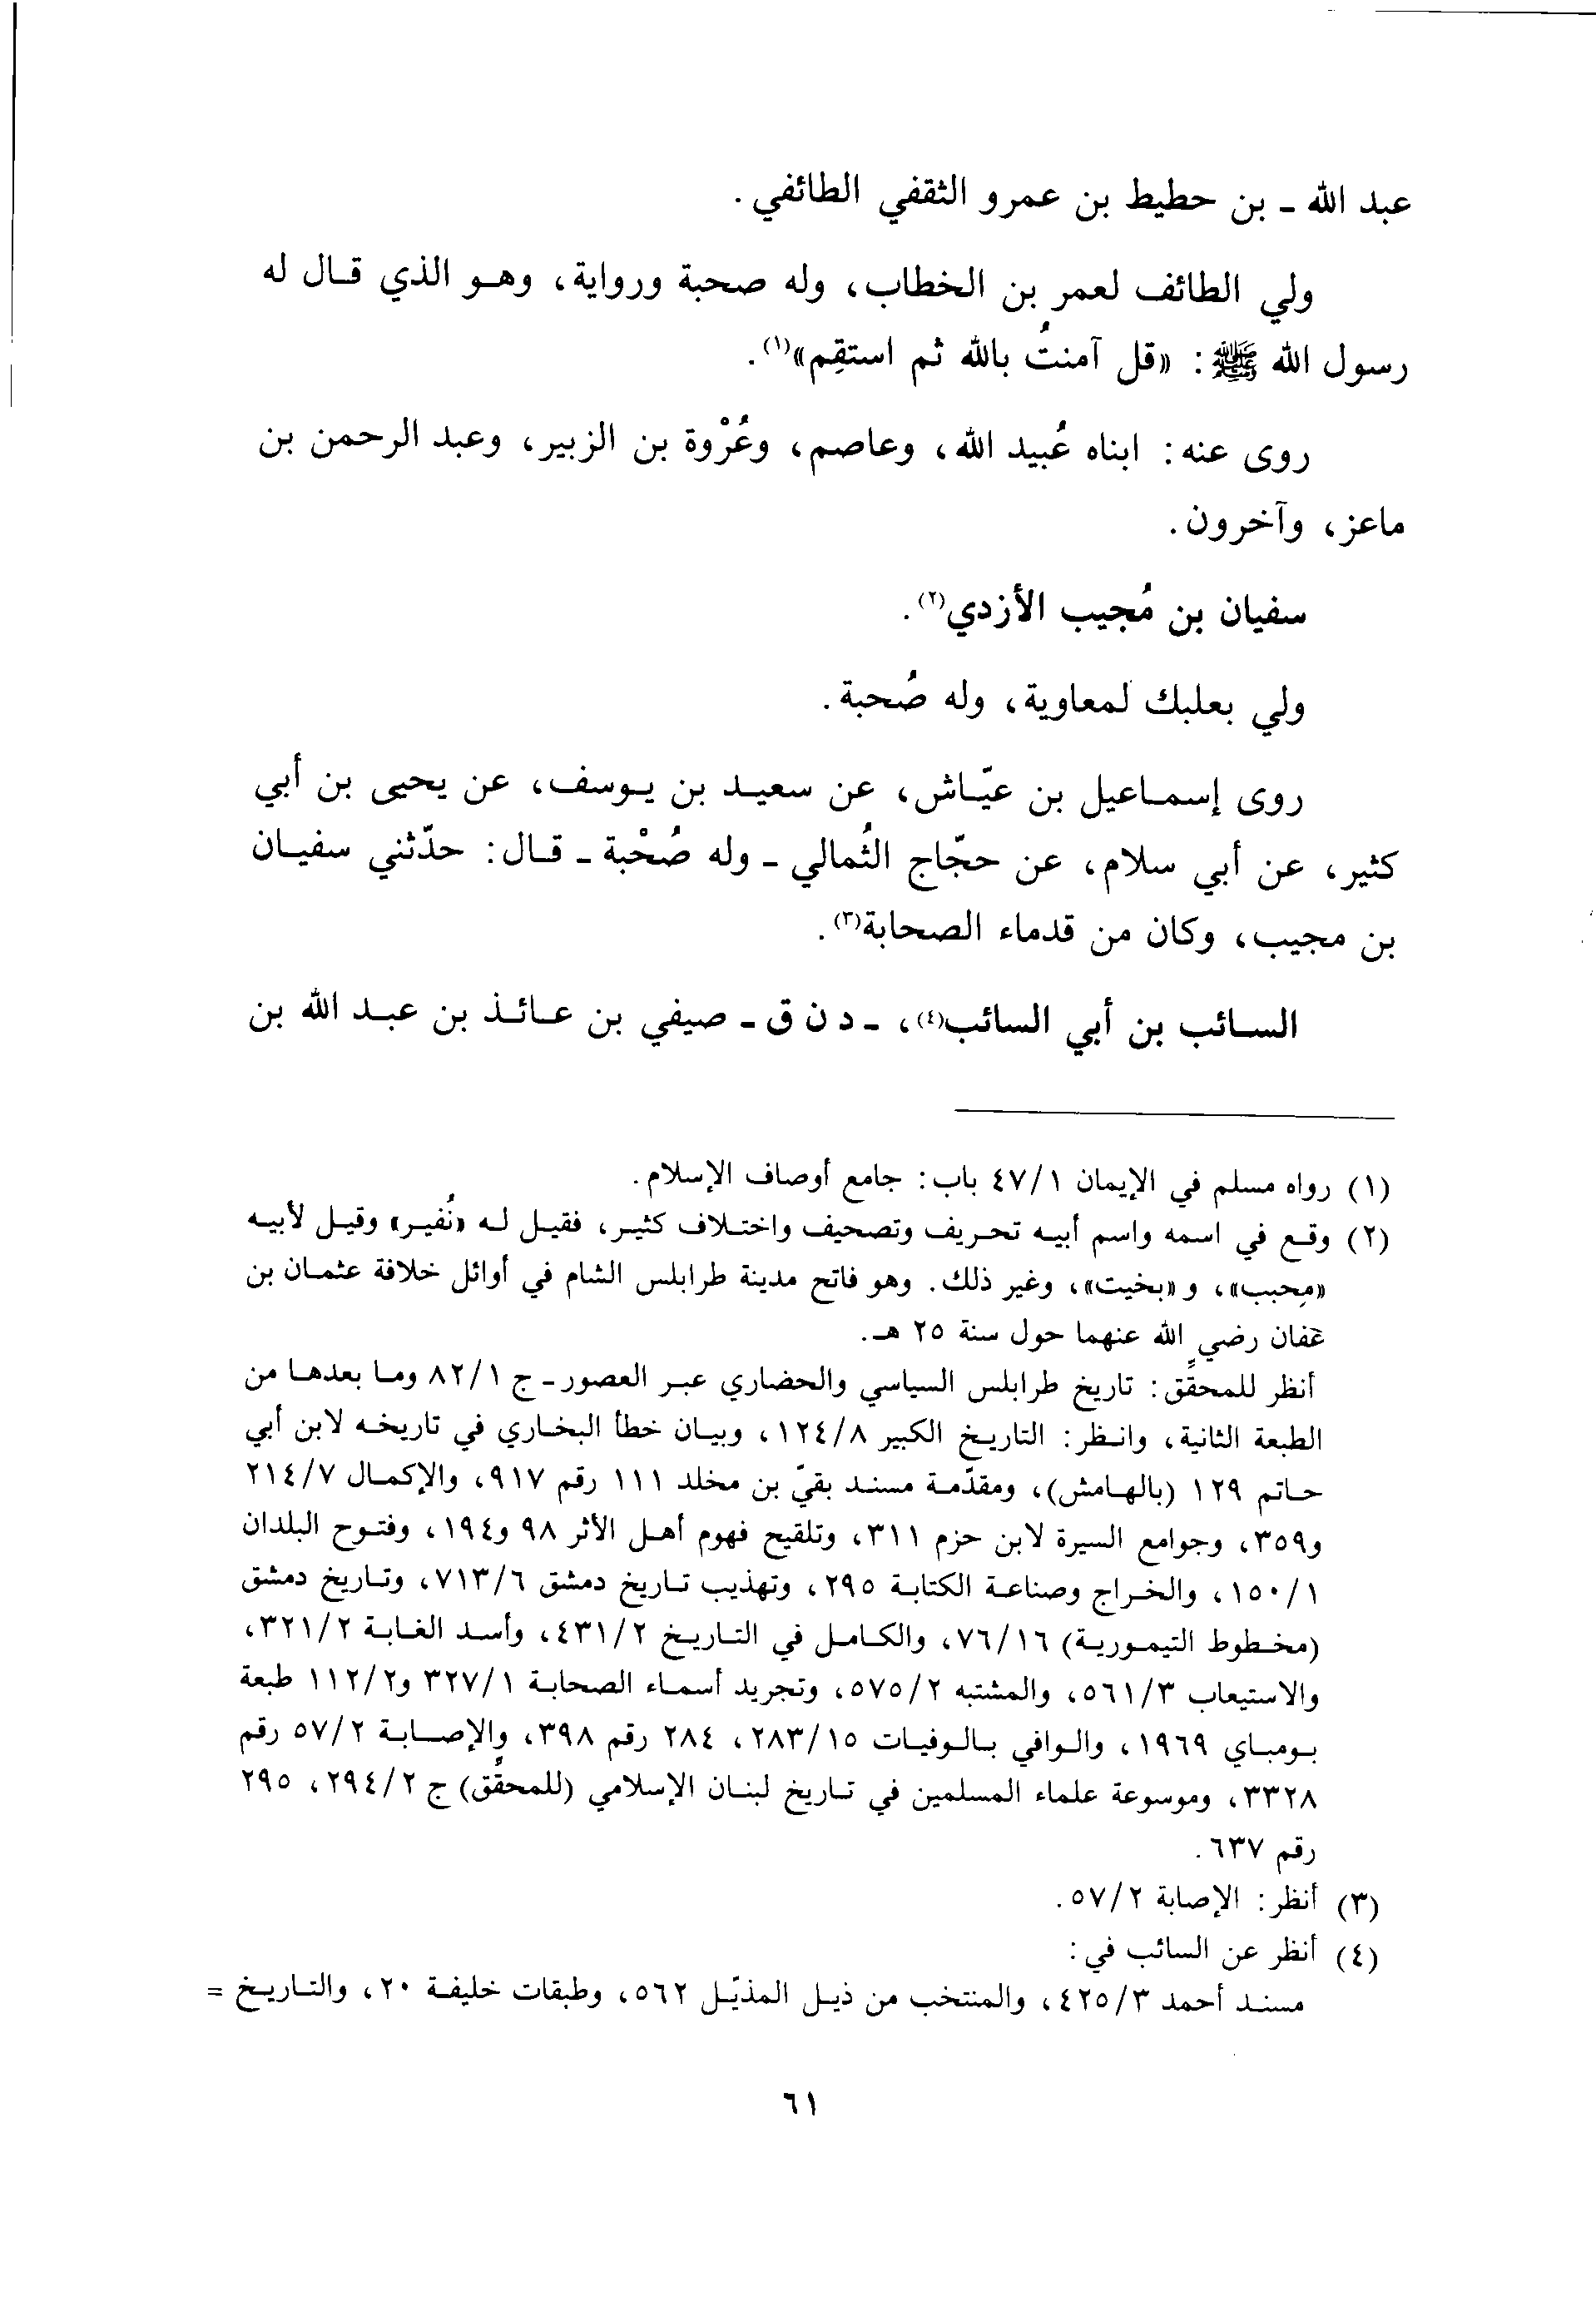 عبد الله ـ بن حطيط بن عمرو الثقفي الطائفي.
ولي الطائف لعمر بن الخطاب، وله صحبة ورواية، وهو الذي قال له
رسول الله ﷺ: «قل آمنتُ بالله ثم استقِم»(١).
روى عنه: ابناه عُبيد الله، وعاصم، وعُرْوة بن الزبير، وعبد الرحمن بن
ماعز، وآخرون.
سفيان بن مُجيب الأزدي(٢).
ولي بعلبك لمعاوية، وله صُحبة.
روى إسماعيل بن عيّاش، عن سعيد بن يوسف، عن يحيى بن أبي
كثير، عن أبي سلام، عن حجّاج الثُمالي ـ وله صُحْبة ـ قال: حدّثني سفيان
بن مجيب، وكان من قدماء الصحابة(٣).
السائب بن أبي السائب(٤)، ـ د ن ق ـ صيفي بن عائذ بن عبد الله بن
(١) رواه مسلم في الإيمان ٤٧/١ باب: جامع أوصاف الإسلام.
(٢) وقع في اسمه واسم أبيه تحريف وتصحيف واختلاف كثير، فقيل له «نُفير» وقيل لأبيه
«مِحبب»، و «بخيت»، وغير ذلك. وهو فاتح مدينة طرابلس الشام في أوائل خلافة عثمان بن
عفان رضي الله عنهما حول سنة ٢٥ هـ.
أنظر للمحقّق: تاريخ طرابلس السياسي والحضاري عبر العصور ـ ج ٨٢/١ وما بعدها من
الطبعة الثانية، وانظر: التاريخ الكبير ١٢٤/٨، وبيان خطأ البخاري في تاريخه لابن أبي
حاتم ١٢٩ (بالهامش)، ومقدّمة مسند بقيّ بن مخلد ١١١ رقم ٩١٧، والإكمال ٢١٤/٧
و٣٥٩، وجوامع السيرة لابن حزم ٣١١، وتلقيح فهوم أهل الأثر ٩٨ و١٩٤، وفتوح البلدان
١٥٠/١، والخراج وصناعة الكتابة ٢٩٥، وتهذيب تاريخ دمشق ٧١٣/٦، وتاريخ دمشق
(مخطوط التيمورية) ٧٦/١٦، والكامل في التاريخ ٤٣١/٢، وأسد الغابة ٣٢١/٢،
والاستيعاب ٥٦١/٣، والمشتبه ٥٧٥/٢، وتجريد أسماء الصحابة ٣٢٧/١ و١١٢/٢ طبعة
بومباي ١٩٦٩، والوافي بالوفيات ٢٨٣/١٥، ٢٨٤ رقم ٣٩٨، والإصابة ٥٧/٢ رقم
٣٣٢٨، وموسوعة علماء المسلمين في تاريخ لبنان الإسلامي (للمحقّق) ج ٢٩٤/٢، ٢٩٥
رقم ٦٣٧.
(٣) أنظر: الإصابة ٥٧/٢.
(٤) أنظر عن السائب في:
مسند أحمد ٤٢٥/٣، والمنتخب من ذيل المذيّل ٥٦٢، وطبقات خليفة ٢٠، والتاريخ =
٦١